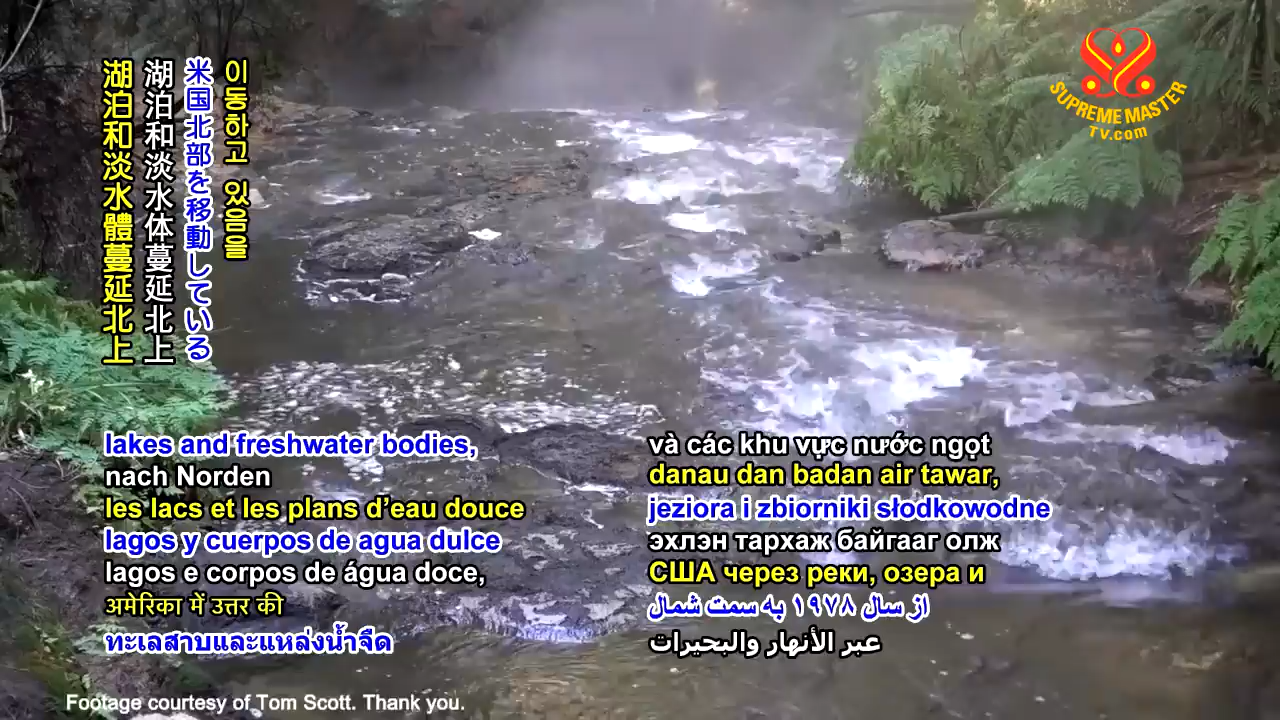 이동하고 있음을
米国北部を移動している
湖泊和淡水体蔓延北上
湖泊和淡水體蔓延北上
SUPREME MASTER
TV.com
lakes and freshwater bodies,
nach Norden
les lacs et les plans d’eau douce
lagos y cuerpos de agua dulce
lagos e corpos de água doce,
अमेरिका में उत्तर की
ทะเลสาบและแหล่งน้ำจืด
và các khu vực nước ngọt
danau dan badan air tawar,
jeziora i zbiorniki słodkowodne
эхлэн тархаж байгааг олж
США через реки, озера и
از سال ۱۹۷۸ به سمت شمال
عبر الأنهار والبحيرات
Footage courtesy of Tom Scott. Thank you.